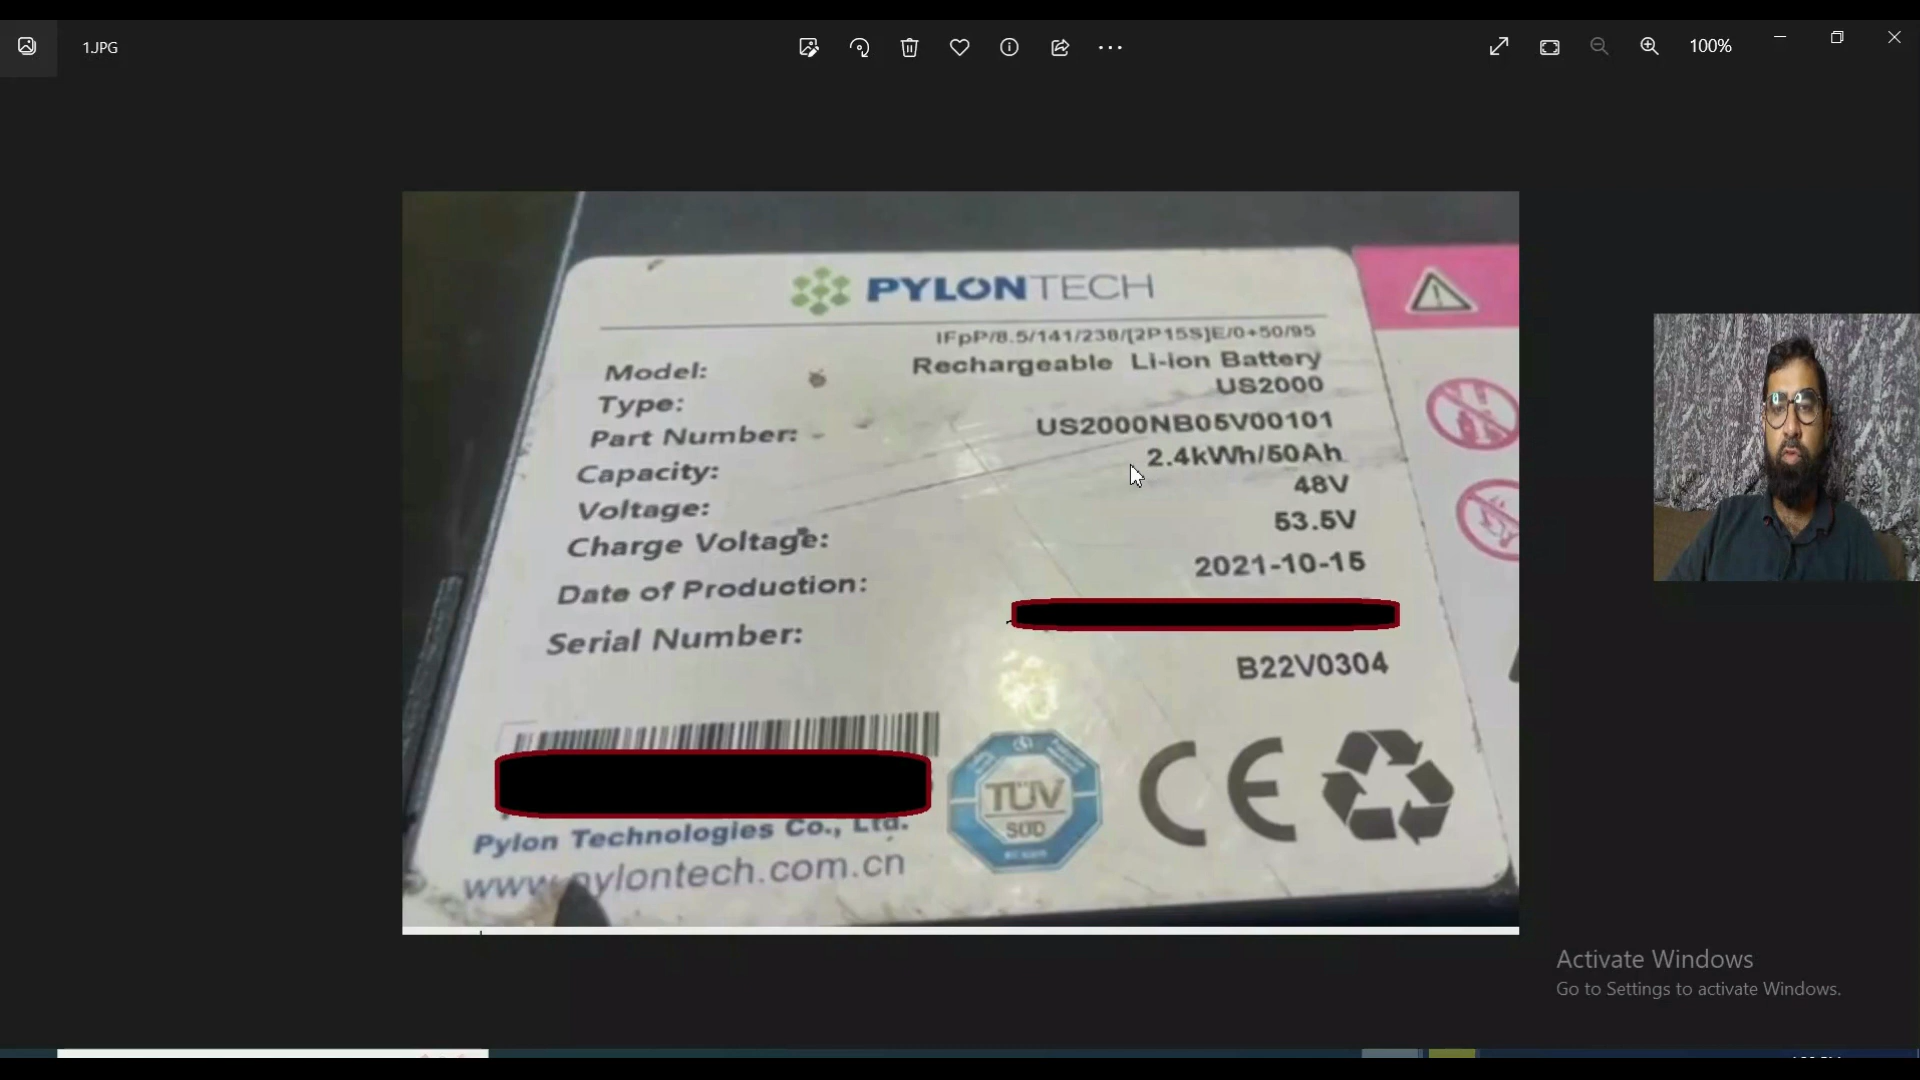 1.JPG
100%
PYLONTECH
IFpP/8.5/141/238/[2P15S]E/0+50/95
Model: Rechargeable Li-ion Battery
Type: US2000
Part Number: US2000NB05V00101
Capacity: 2.4kWh/50Ah
Voltage: 48V
Charge Voltage: 53.5V
Date of Production: 2021-10-15
Serial Number:
B22V0304
Pylon Technologies Co., Ltd.
www.pylontech.com.cn
TÜV
SÜD
CE
Activate Windows
Go to Settings to activate Windows.